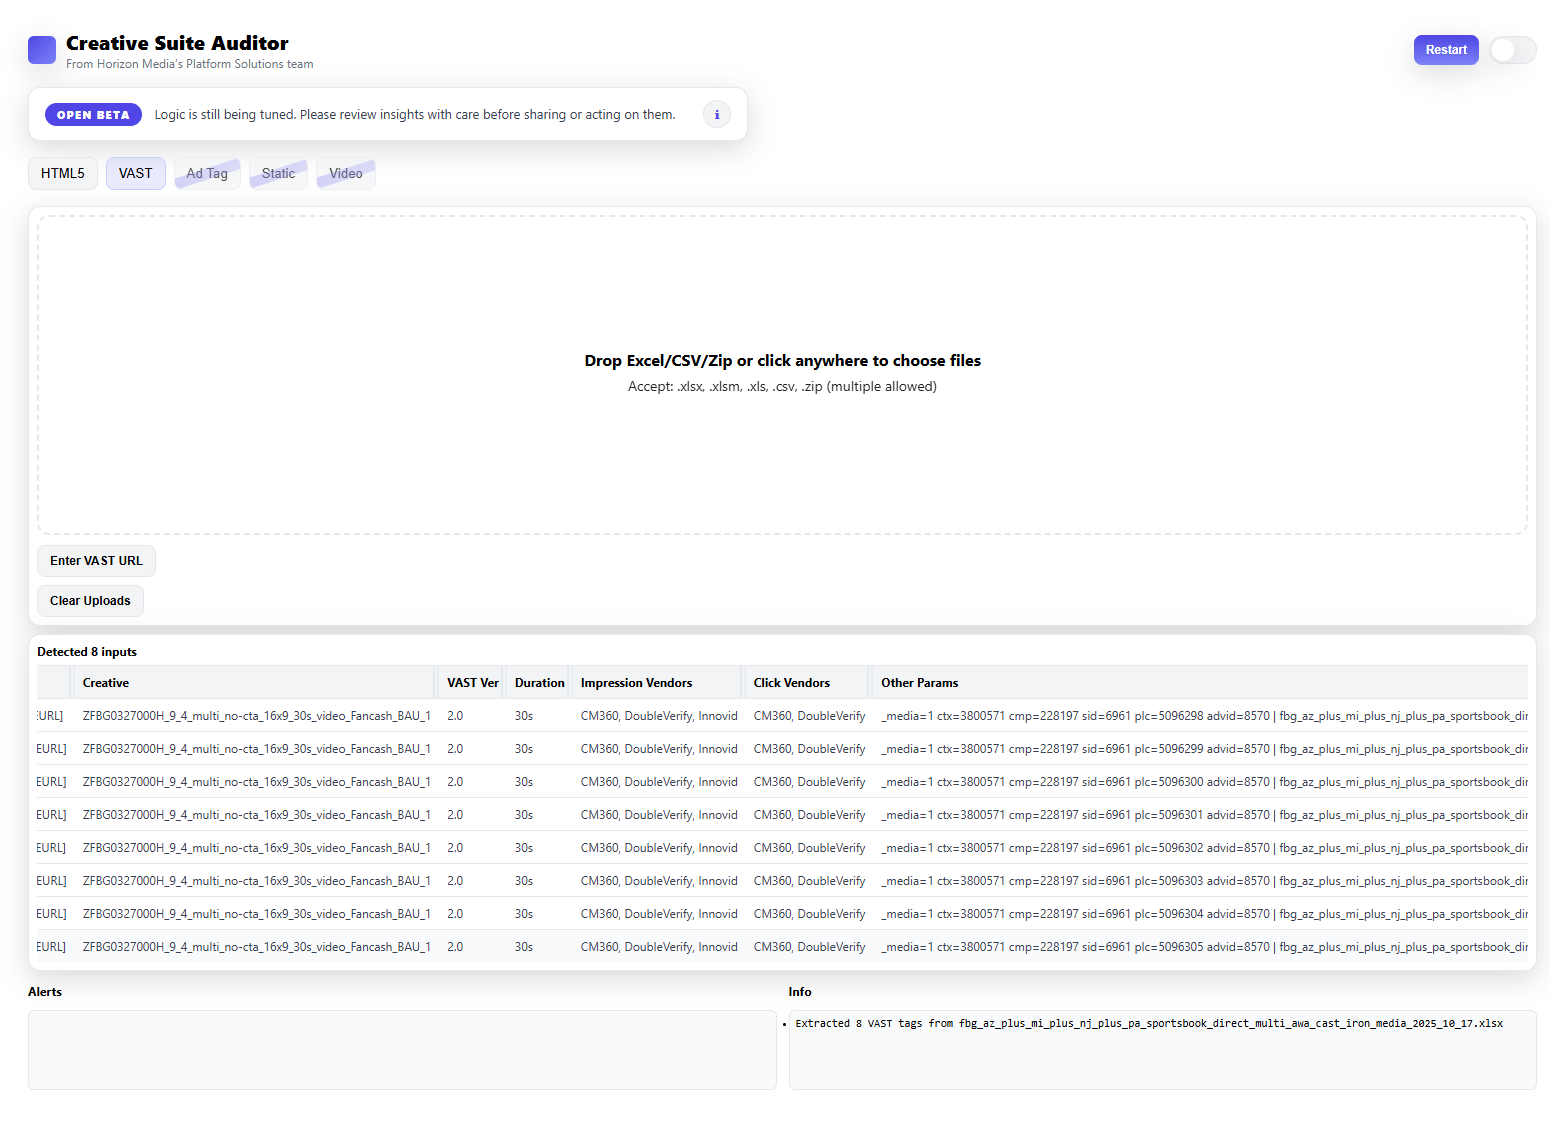 Creative Suite Auditor
From Horizon Media's Platform Solutions team
Restart
OPEN BETA Logic is still being tuned. Please review insights with care before sharing or acting on them. i
HTML5 VAST Ad Tag Static Video
Drop Excel/CSV/Zip or click anywhere to choose files
Accept: .xlsx, .xlsm, .xls, .csv, .zip (multiple allowed)
Enter VAST URL
Clear Uploads
Detected 8 inputs
Creative VAST Ver Duration Impression Vendors Click Vendors Other Params
EURL] ZFBG0327000H_9_4_multi_no-cta_16x9_30s_video_Fancash_BAU_1 2.0 30s CM360, DoubleVerify, Innovid CM360, DoubleVerify _media=1 ctx=3800571 cmp=228197 sid=6961 plc=5096298 advid=8570 | fbg_az_plus_mi_plus_nj_plus_pa_sportsbook_dir
EURL] ZFBG0327000H_9_4_multi_no-cta_16x9_30s_video_Fancash_BAU_1 2.0 30s CM360, DoubleVerify, Innovid CM360, DoubleVerify _media=1 ctx=3800571 cmp=228197 sid=6961 plc=5096299 advid=8570 | fbg_az_plus_mi_plus_nj_plus_pa_sportsbook_dir
EURL] ZFBG0327000H_9_4_multi_no-cta_16x9_30s_video_Fancash_BAU_1 2.0 30s CM360, DoubleVerify, Innovid CM360, DoubleVerify _media=1 ctx=3800571 cmp=228197 sid=6961 plc=5096300 advid=8570 | fbg_az_plus_mi_plus_nj_plus_pa_sportsbook_dir
EURL] ZFBG0327000H_9_4_multi_no-cta_16x9_30s_video_Fancash_BAU_1 2.0 30s CM360, DoubleVerify, Innovid CM360, DoubleVerify _media=1 ctx=3800571 cmp=228197 sid=6961 plc=5096301 advid=8570 | fbg_az_plus_mi_plus_nj_plus_pa_sportsbook_dir
EURL] ZFBG0327000H_9_4_multi_no-cta_16x9_30s_video_Fancash_BAU_1 2.0 30s CM360, DoubleVerify, Innovid CM360, DoubleVerify _media=1 ctx=3800571 cmp=228197 sid=6961 plc=5096302 advid=8570 | fbg_az_plus_mi_plus_nj_plus_pa_sportsbook_dir
EURL] ZFBG0327000H_9_4_multi_no-cta_16x9_30s_video_Fancash_BAU_1 2.0 30s CM360, DoubleVerify, Innovid CM360, DoubleVerify _media=1 ctx=3800571 cmp=228197 sid=6961 plc=5096303 advid=8570 | fbg_az_plus_mi_plus_nj_plus_pa_sportsbook_dir
EURL] ZFBG0327000H_9_4_multi_no-cta_16x9_30s_video_Fancash_BAU_1 2.0 30s CM360, DoubleVerify, Innovid CM360, DoubleVerify _media=1 ctx=3800571 cmp=228197 sid=6961 plc=5096304 advid=8570 | fbg_az_plus_mi_plus_nj_plus_pa_sportsbook_dir
EURL] ZFBG0327000H_9_4_multi_no-cta_16x9_30s_video_Fancash_BAU_1 2.0 30s CM360, DoubleVerify, Innovid CM360, DoubleVerify _media=1 ctx=3800571 cmp=228197 sid=6961 plc=5096305 advid=8570 | fbg_az_plus_mi_plus_nj_plus_pa_sportsbook_dir
Alerts
Info
• Extracted 8 VAST tags from fbg_az_plus_mi_plus_nj_plus_pa_sportsbook_direct_multi_awa_cast_iron_media_2025_10_17.xlsx